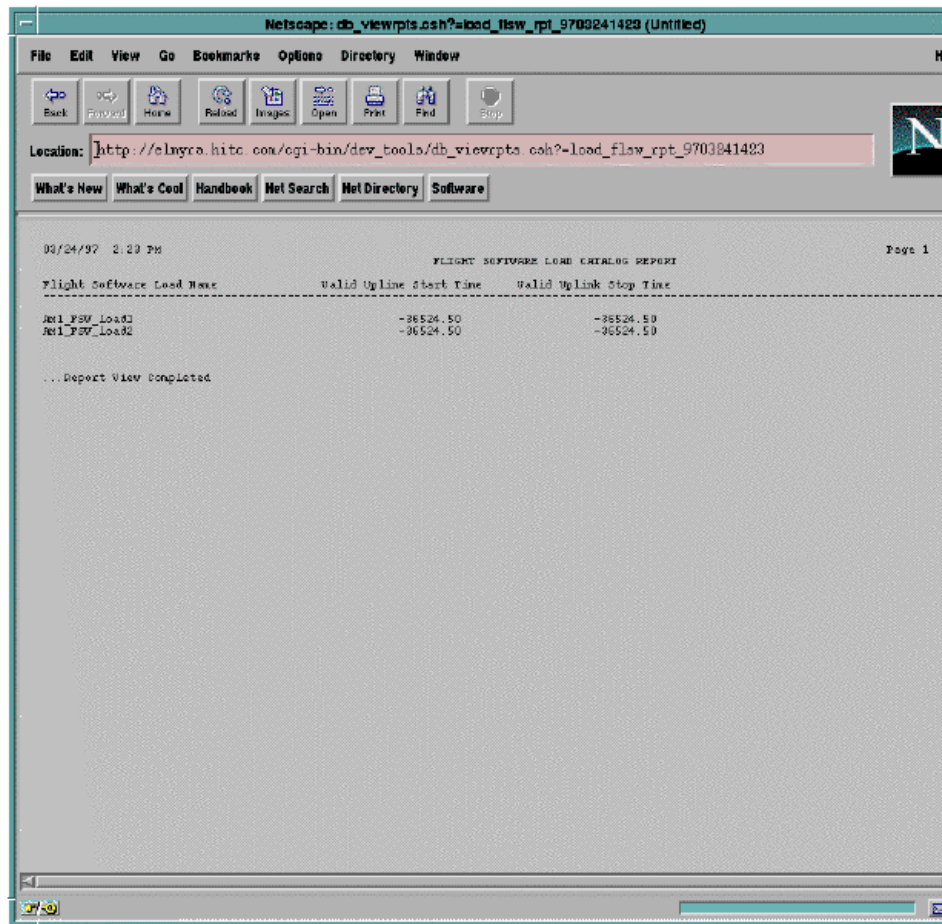 Netscape: db_viewrpts.csh?=load_flsw_rpt_9703241423 (Untitled)
File Edit View Go Bookmarks Options Directory Window H
Back Forward Home Reload Images Open Print Find Stop
N
Location: http://elmyra.hitc.com/cgi-bin/dev_tools/db_viewrpts.csh?=load_flsw_rpt_9703241423
What's New What's Cool Handbook Net Search Net Directory Software
03/24/97 2:23 PM Page 1
FLIGHT SOFTWARE LOAD CATALOG REPORT
Flight Software Load Name Valid Upline Start Time Valid Uplink Stop Time
AM1_FSW_Load1 -36524.50 -36524.50
AM1_FSW_Load2 -36524.50 -36524.50
...Report View Completed